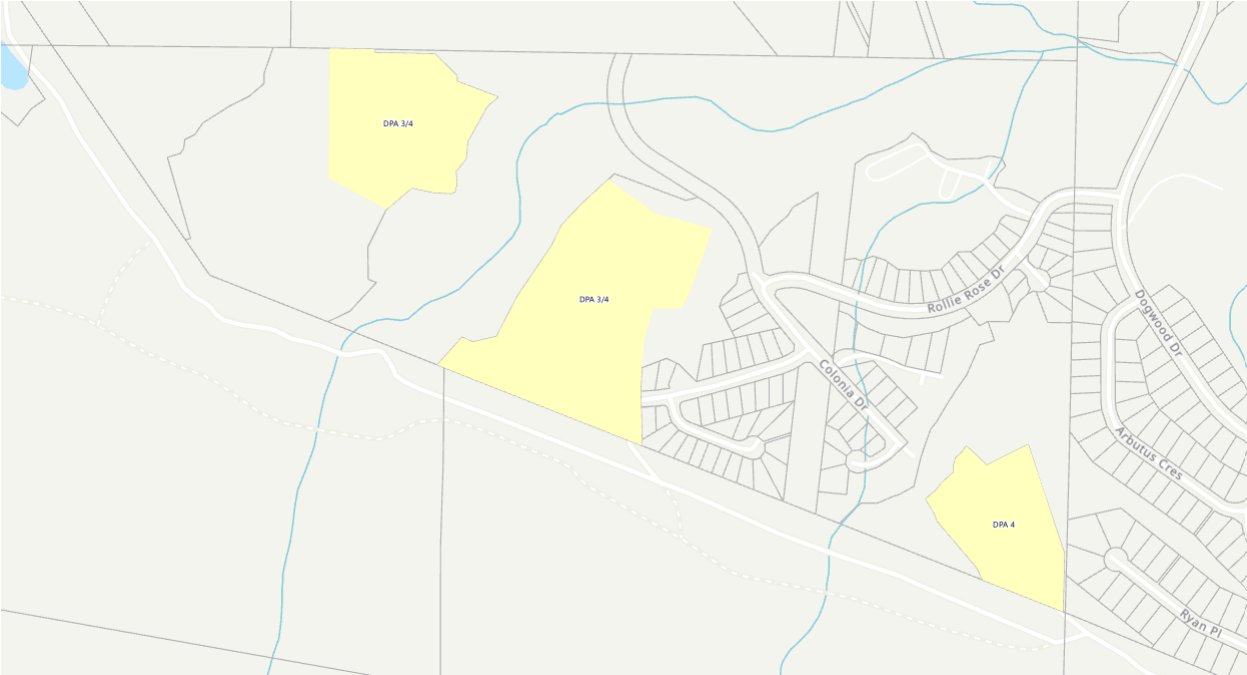 DPA 3/4
DPA 3/4
Rollie Rose Dr
Dogwood Dr
Colonia Dr
Arbutus Cres
DPA 4
Ryan Pl